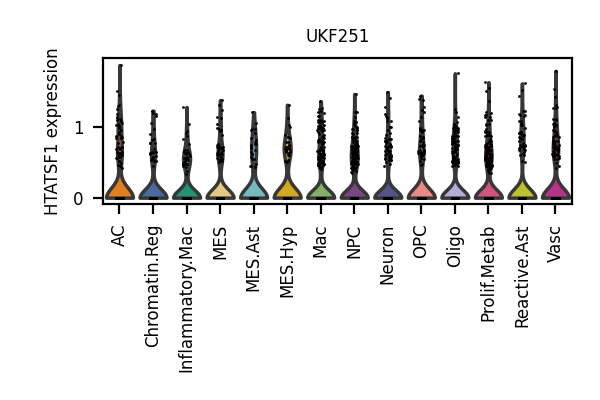 UKF251
HTATSF1 expression
1
0
AC
Chromatin.Reg
Inflammatory.Mac
MES
MES.Ast
MES.Hyp
Mac
NPC
Neuron
OPC
Oligo
Prolif.Metab
Reactive.Ast
Vasc